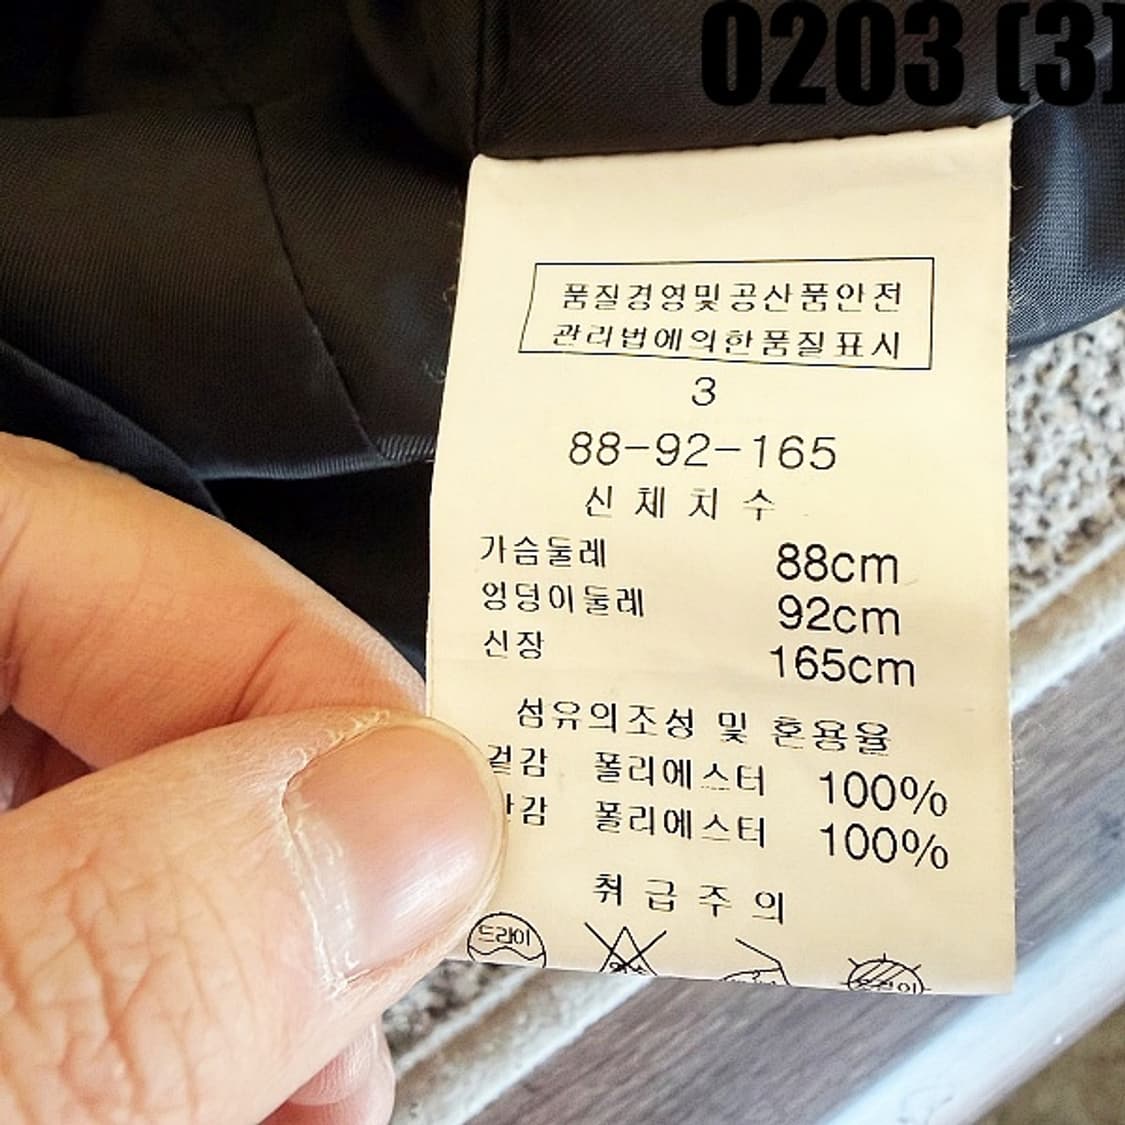 0203 (3)
품질경영및공산품안전
관리법에의한품질표시
3
88-92-165
신체치수
가슴둘레 88cm
엉덩이둘레 92cm
신장 165cm
섬유의조성 및 혼용율
겉감 폴리에스터 100%
폴리에스터 100%
취급주의
드라이